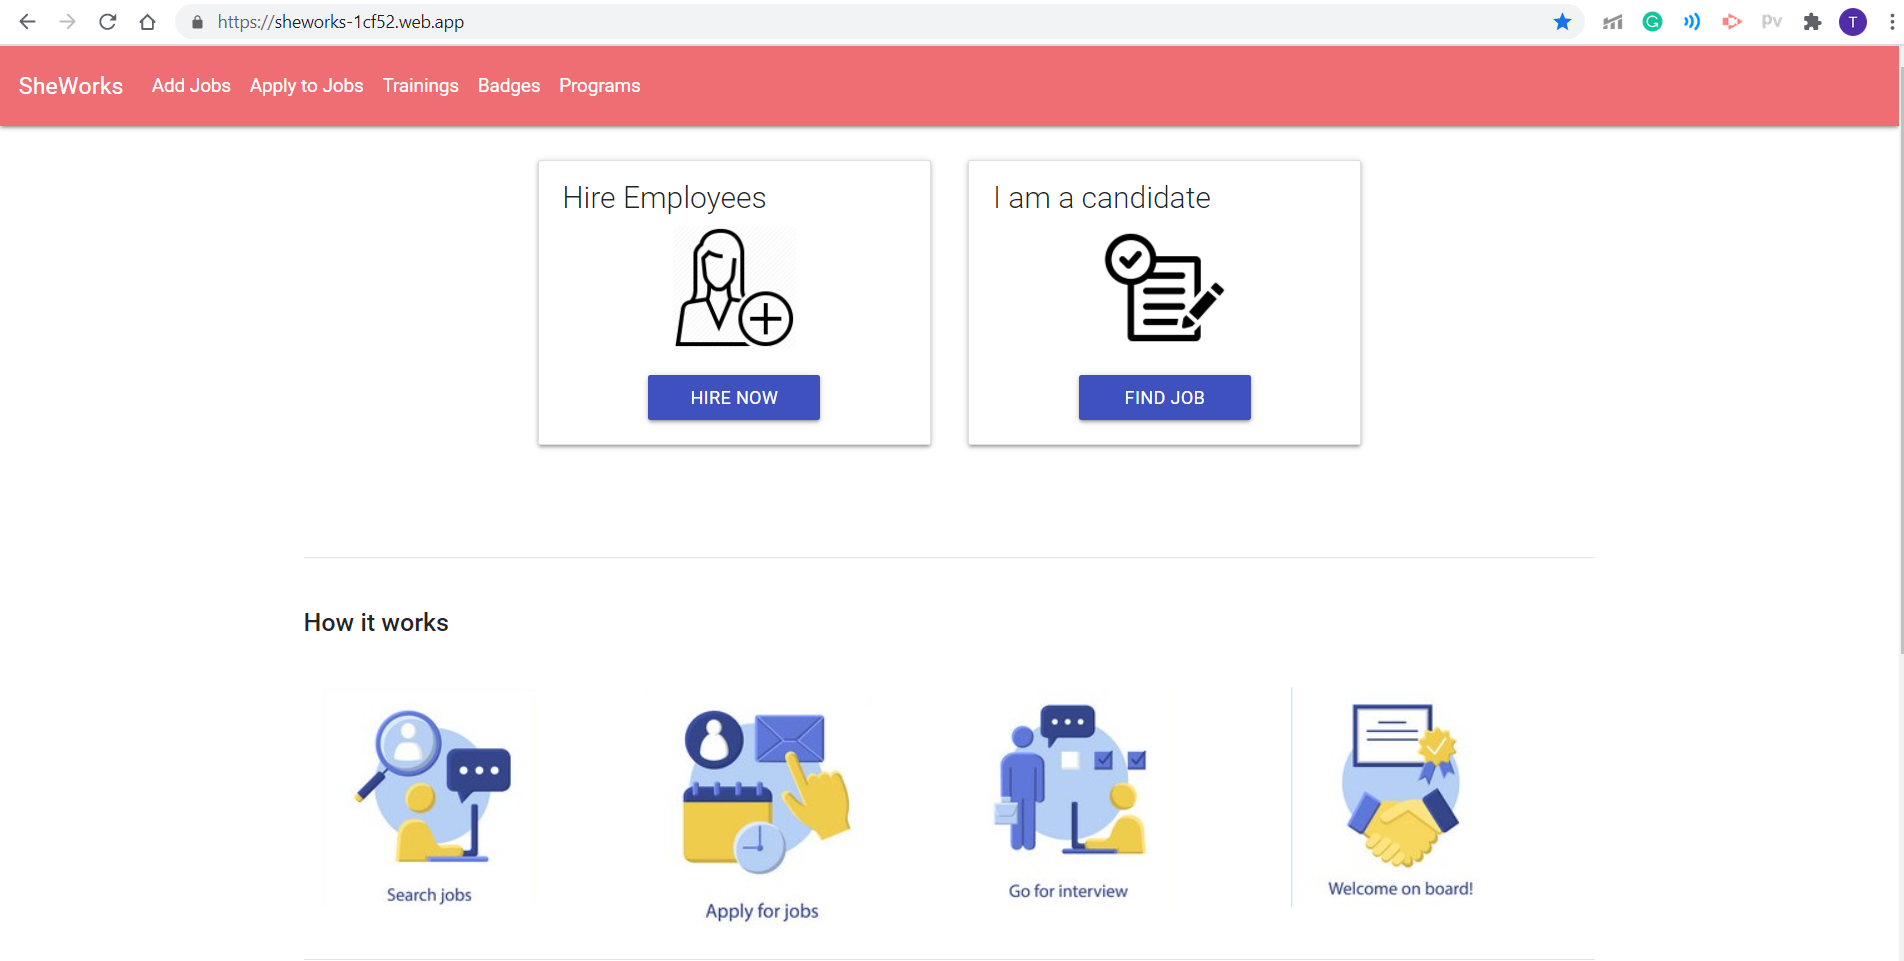 https://sheworks-1cf52.web.app
G
PV
T
SheWorks Add Jobs Apply to Jobs Trainings Badges Programs
Hire Employees
I am a candidate
HIRE NOW
FIND JOB
How it works
Search jobs
Apply for jobs
Go for interview
Welcome on board!